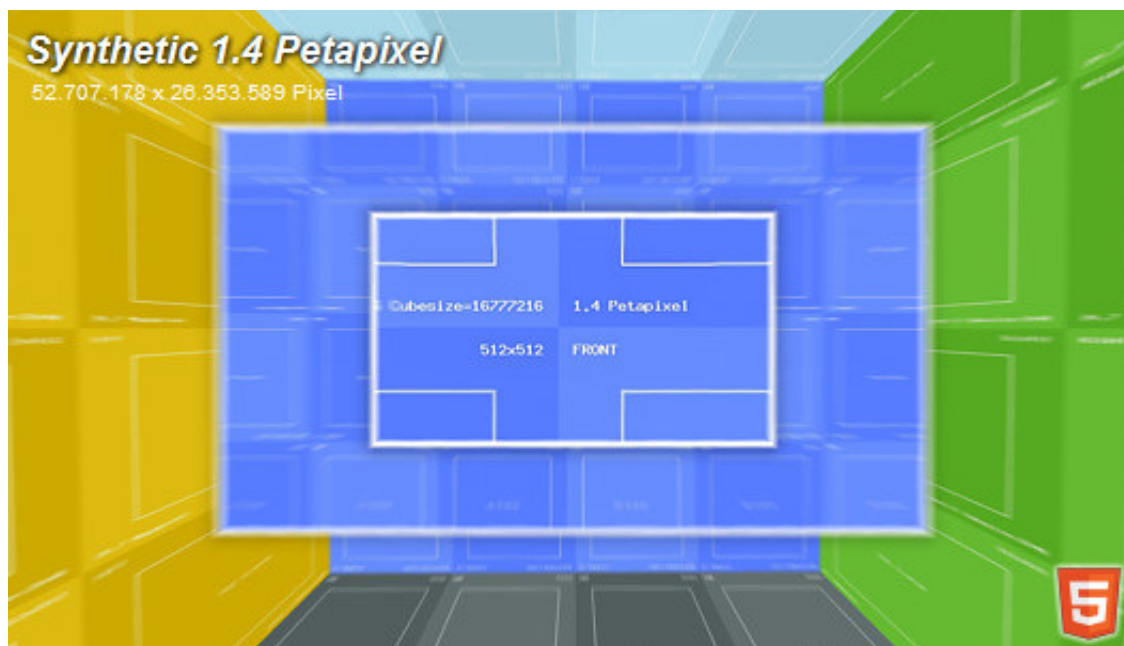 Synthetic 1.4 Petapixel
52.707.178 x 26.353.589 Pixel
Cubesize=16777216 1.4 Petapixel
512x512 FRONT
5